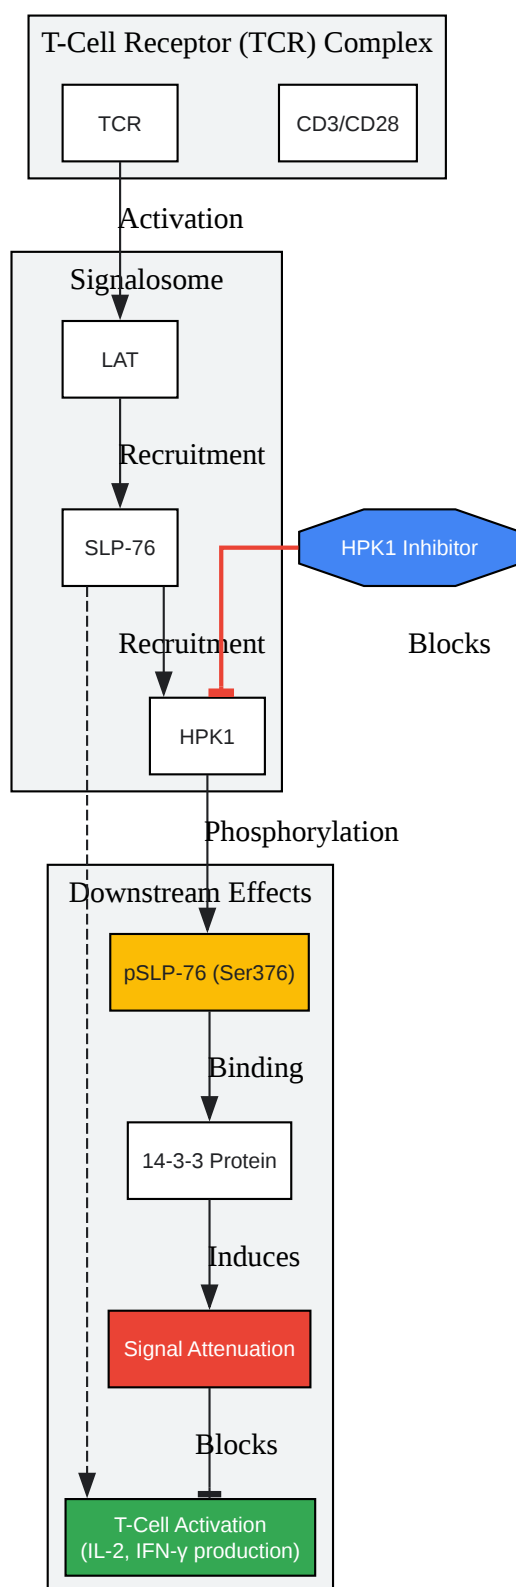 T-Cell Receptor (TCR) Complex
TCR
CD3/CD28
Activation
Signalosome
LAT
Recruitment
SLP-76
HPK1 Inhibitor
Recruitment
Blocks
HPK1
Phosphorylation
Downstream Effects
pSLP-76 (Ser376)
Binding
14-3-3 Protein
Induces
Signal Attenuation
Blocks
T-Cell Activation
(IL-2, IFN-γ production)